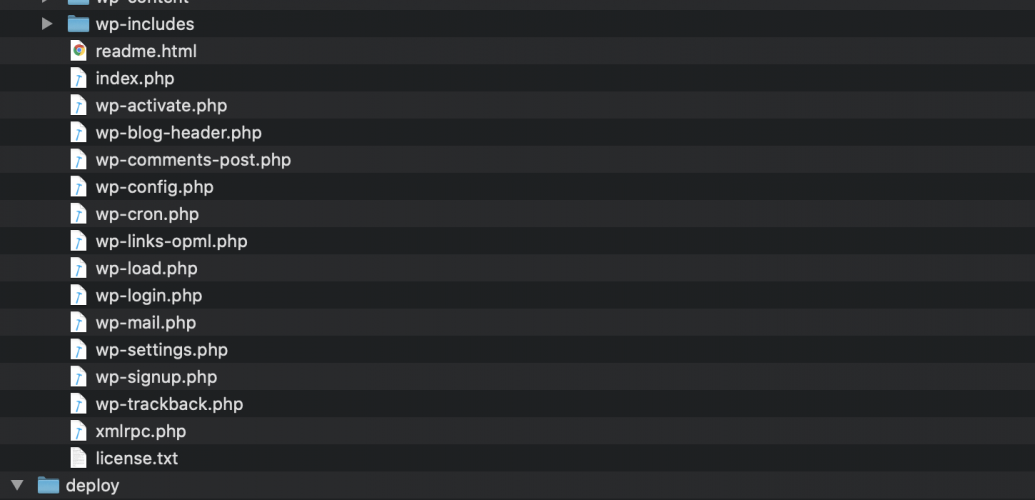 wp-content
wp-includes
readme.html
index.php
wp-activate.php
wp-blog-header.php
wp-comments-post.php
wp-config.php
wp-cron.php
wp-links-opml.php
wp-load.php
wp-login.php
wp-mail.php
wp-settings.php
wp-signup.php
wp-trackback.php
xmlrpc.php
license.txt
deploy